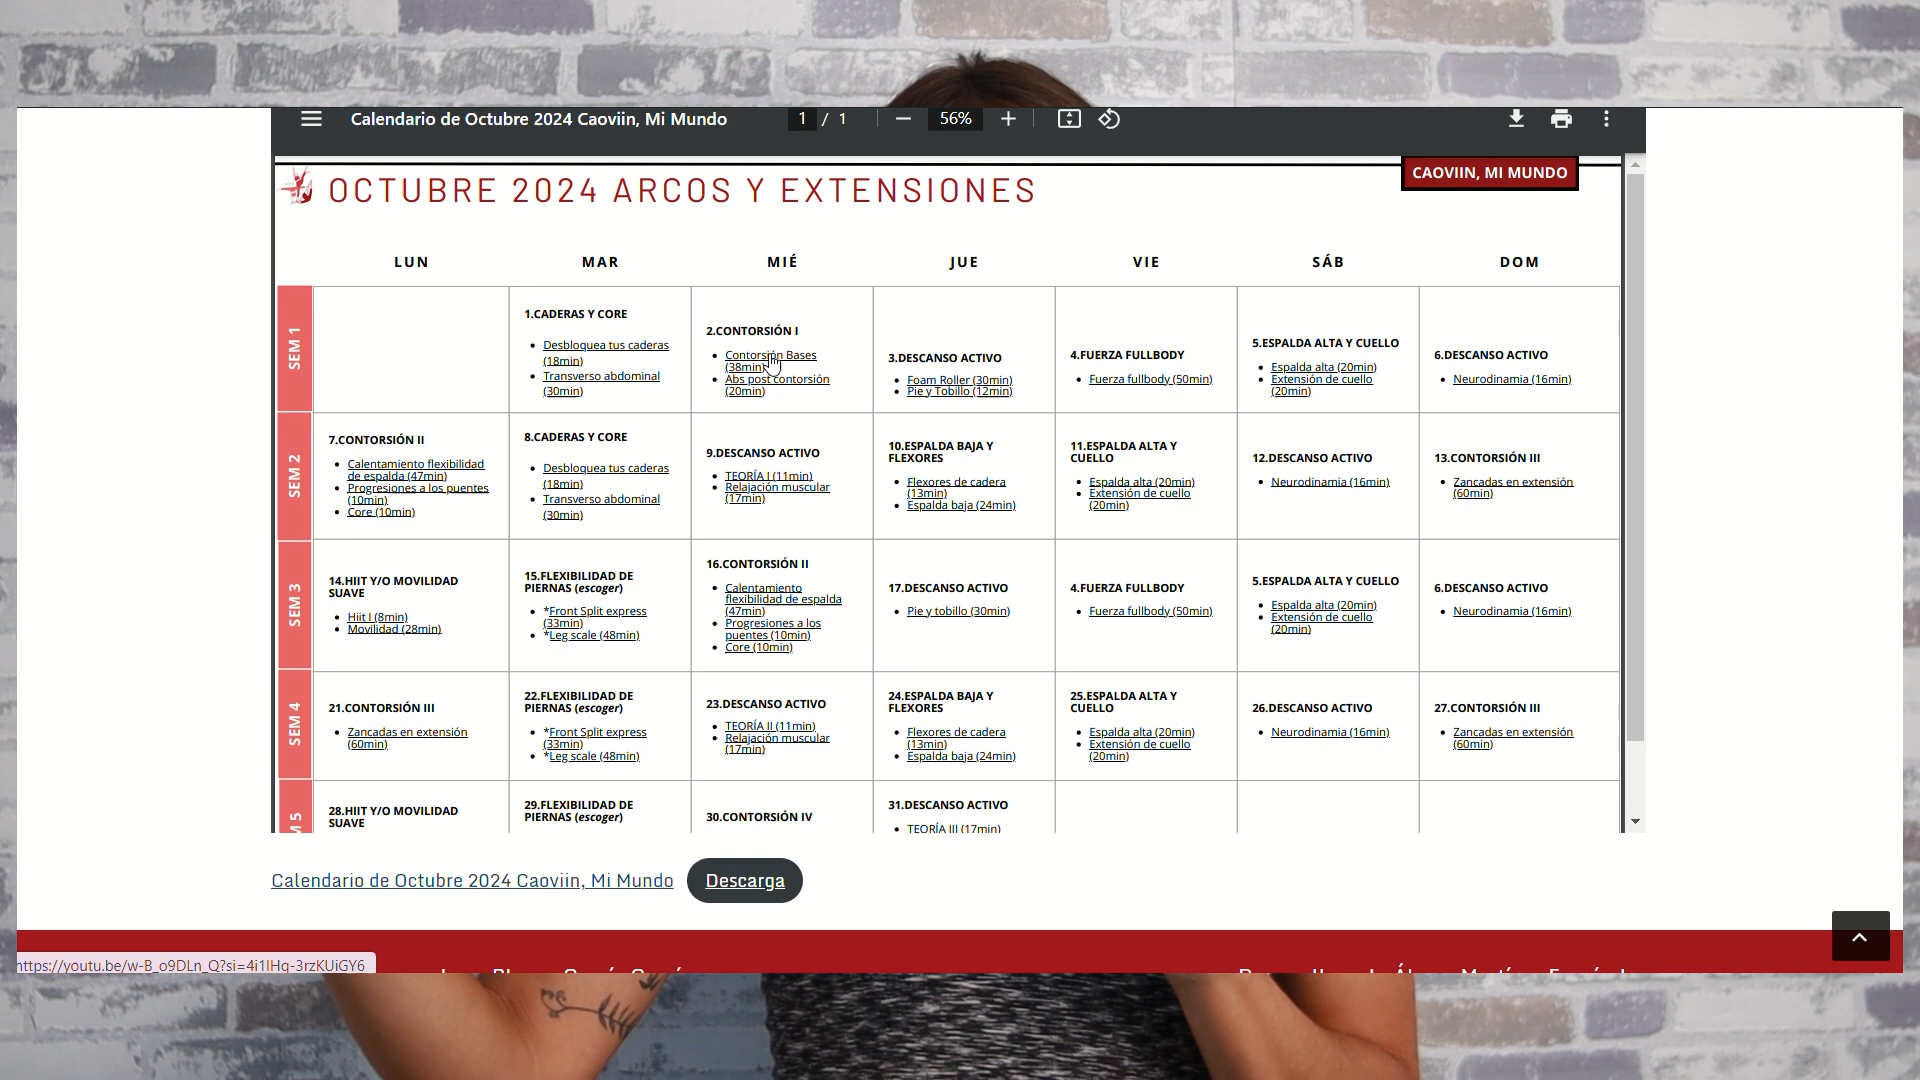 Calendario de Octubre 2024 Caoviin, Mi Mundo
1 / 1
56%
CAOVIIN, MI MUNDO
OCTUBRE 2024 ARCOS Y EXTENSIONES
LUN MAR MIÉ JUE VIE SÁB DOM
SEM 1
1.CADERAS Y CORE
Desbloquea tus caderas
(18min)
Transverso abdominal
(30min)
2.CONTORSIÓN I
Contorsión Bases
(38min)
Abs post contorsión
(20min)
3.DESCANSO ACTIVO
Foam Roller (30min)
Pie y Tobillo (12min)
4.FUERZA FULLBODY
Fuerza fullbody (50min)
5.ESPALDA ALTA Y CUELLO
Espalda alta (20min)
Extensión de cuello
(20min)
6.DESCANSO ACTIVO
Neurodinamia (16min)
SEM 2
7.CONTORSIÓN II
Calentamiento flexibilidad
de espalda (47min)
Progresiones a los puentes
(10min)
Core (10min)
8.CADERAS Y CORE
Desbloquea tus caderas
(18min)
Transverso abdominal
(30min)
9.DESCANSO ACTIVO
TEORÍA I (11min)
Relajación muscular
(17min)
10.ESPALDA BAJA Y
FLEXORES
Flexores de cadera
(13min)
Espalda baja (24min)
11.ESPALDA ALTA Y
CUELLO
Espalda alta (20min)
Extensión de cuello
(20min)
12.DESCANSO ACTIVO
Neurodinamia (16min)
13.CONTORSIÓN III
Zancadas en extensión
(60min)
SEM 3
14.HIIT Y/O MOVILIDAD
SUAVE
Hiit I (8min)
Movilidad (28min)
15.FLEXIBILIDAD DE
PIERNAS (escoger)
*Front Split express
(33min)
*Leg scale (48min)
16.CONTORSIÓN II
Calentamiento
flexibilidad de espalda
(47min)
Progresiones a los
puentes (10min)
Core (10min)
17.DESCANSO ACTIVO
Pie y tobillo (30min)
4.FUERZA FULLBODY
Fuerza fullbody (50min)
5.ESPALDA ALTA Y CUELLO
Espalda alta (20min)
Extensión de cuello
(20min)
6.DESCANSO ACTIVO
Neurodinamia (16min)
SEM 4
21.CONTORSIÓN III
Zancadas en extensión
(60min)
22.FLEXIBILIDAD DE
PIERNAS (escoger)
*Front Split express
(33min)
*Leg scale (48min)
23.DESCANSO ACTIVO
TEORÍA II (11min)
Relajación muscular
(17min)
24.ESPALDA BAJA Y
FLEXORES
Flexores de cadera
(13min)
Espalda baja (24min)
25.ESPALDA ALTA Y
CUELLO
Espalda alta (20min)
Extensión de cuello
(20min)
26.DESCANSO ACTIVO
Neurodinamia (16min)
27.CONTORSIÓN III
Zancadas en extensión
(60min)
M 5
28.HIIT Y/O MOVILIDAD
SUAVE
29.FLEXIBILIDAD DE
PIERNAS (escoger)
30.CONTORSIÓN IV
31.DESCANSO ACTIVO
TEORÍA III (17min)
Calendario de Octubre 2024 Caoviin, Mi Mundo
Descarga
https://youtu.be/w-B_o9DLn_Q?si=4i1lHq-3rzKUiGY6